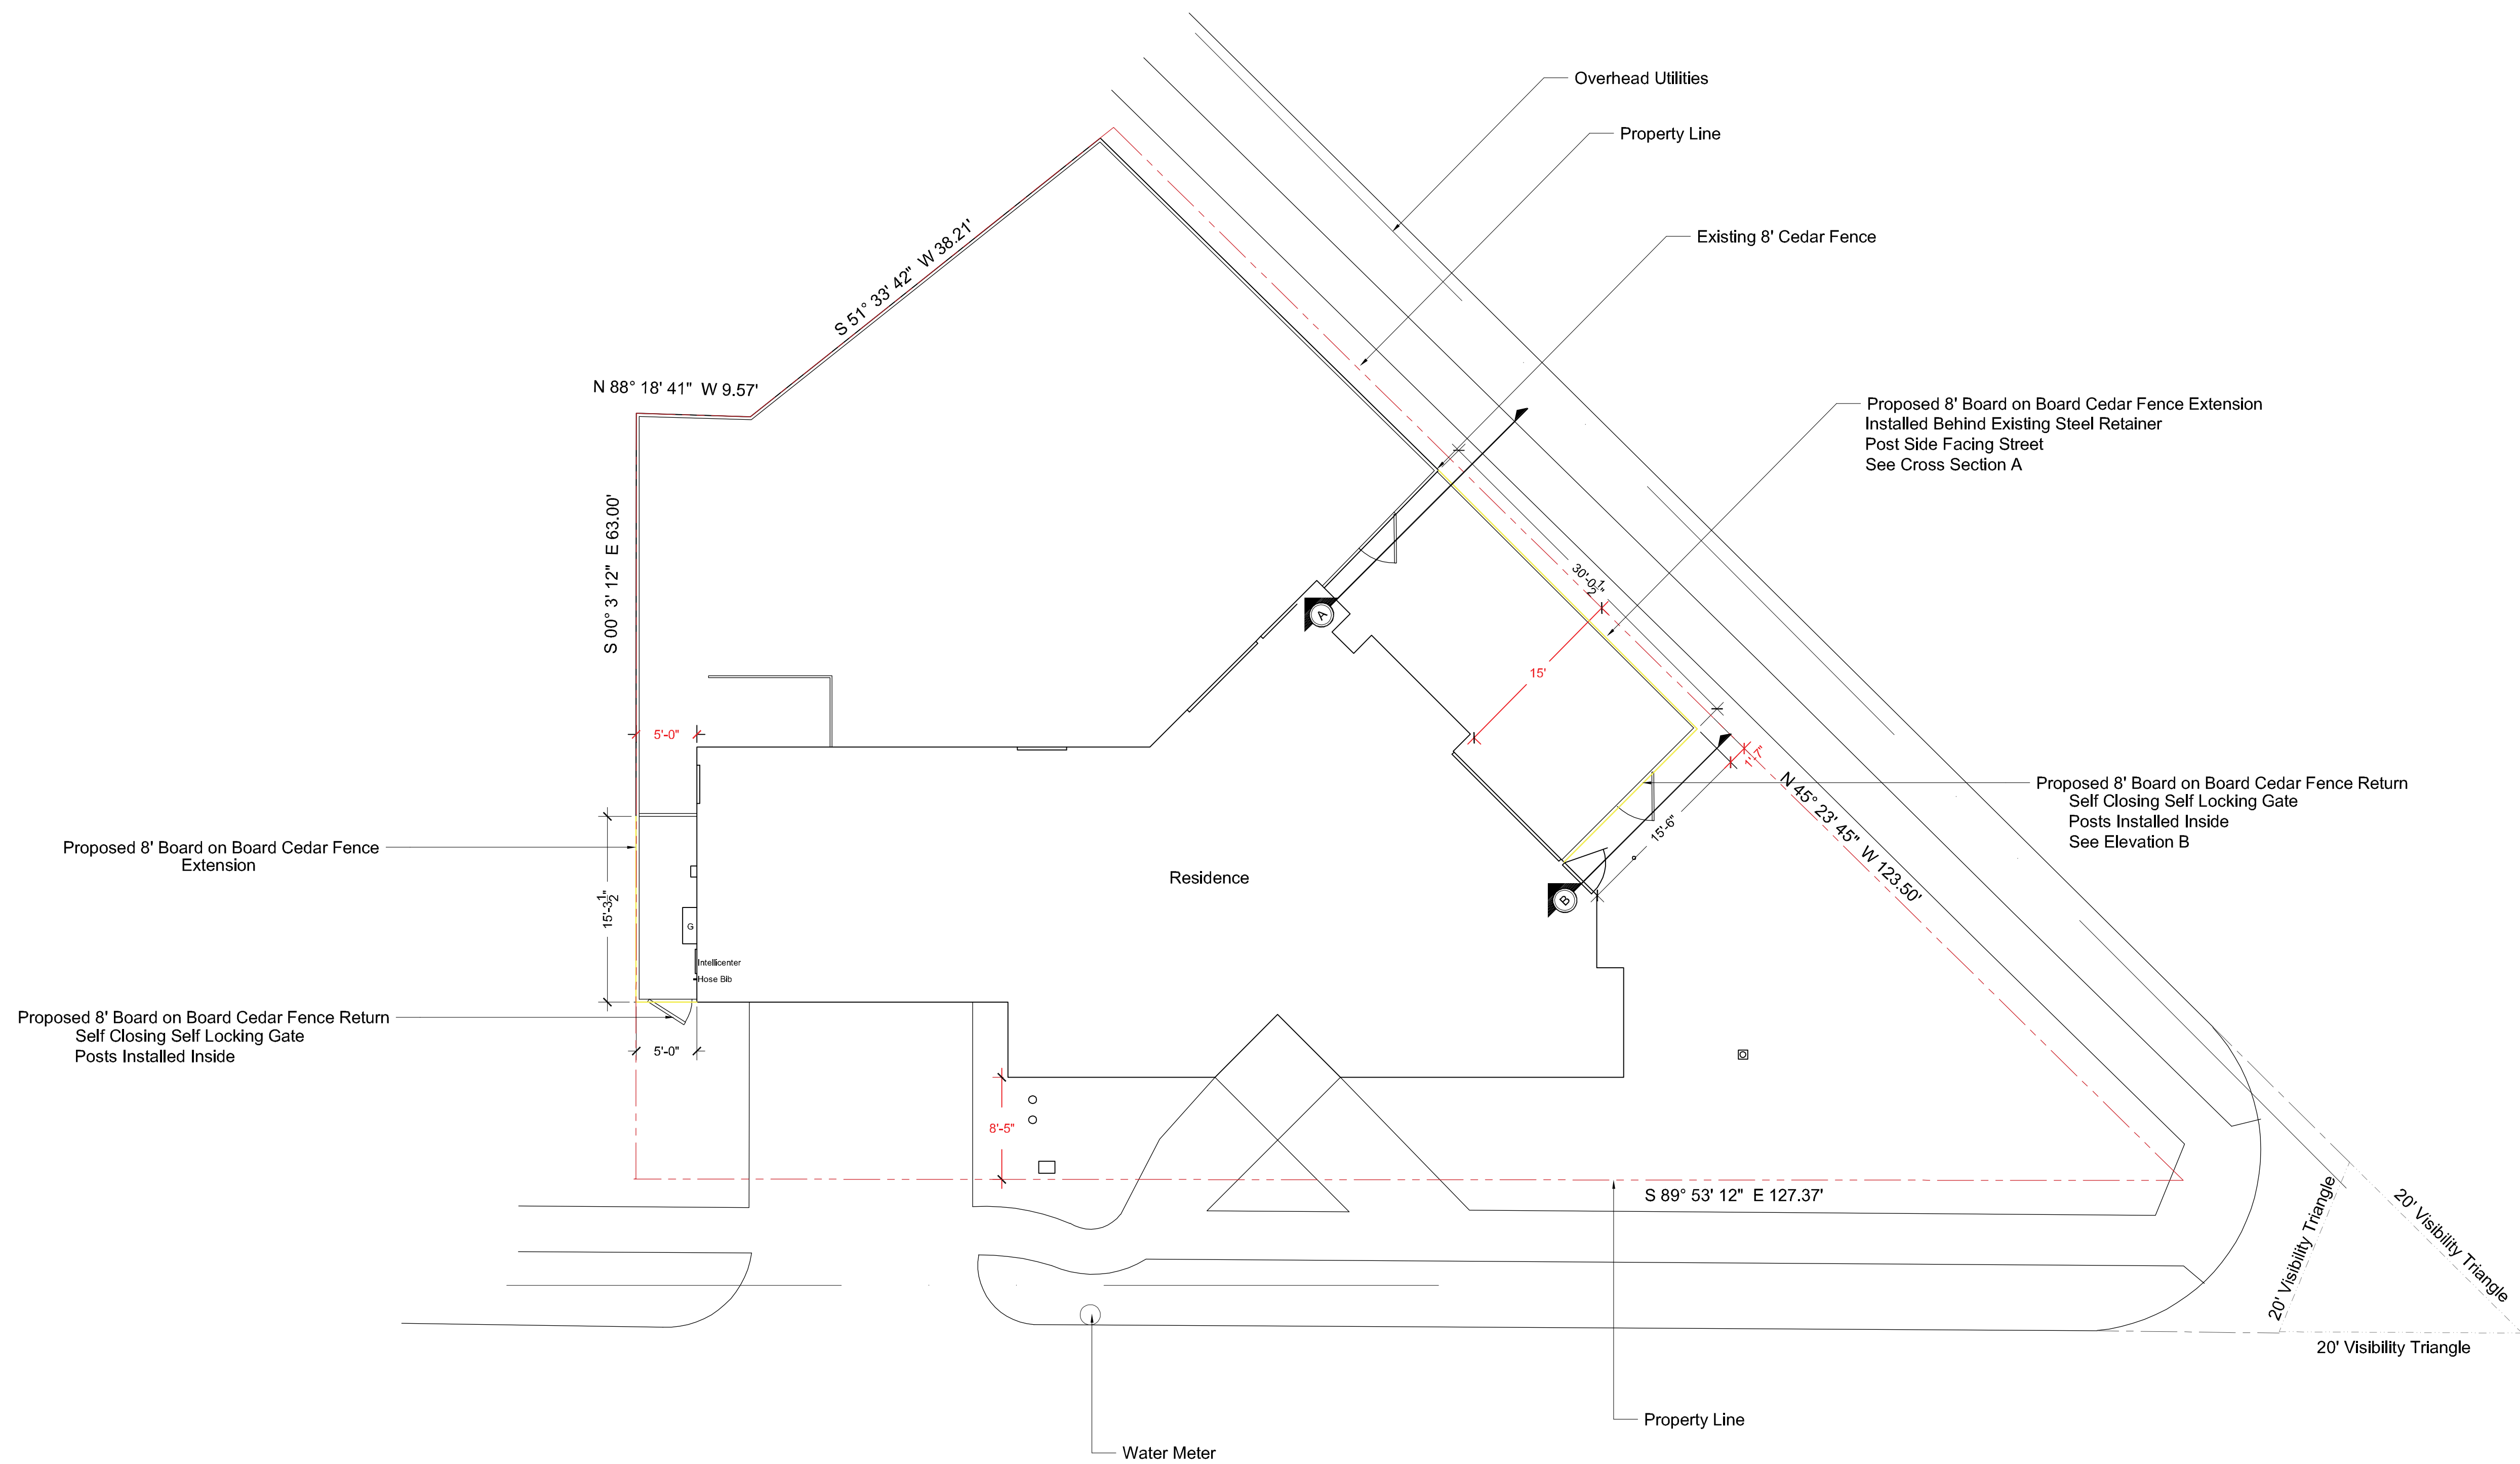 Overhead Utilities
Property Line
Existing 8' Cedar Fence
S 51° 33' 42" W 38.21'
N 88° 18' 41" W 9.57'
Proposed 8' Board on Board Cedar Fence Extension
Installed Behind Existing Steel Retainer
Post Side Facing Street
See Cross Section A
S 00° 3' 12" E 63.00'
30'-0 1/2"
A
15'
5'-0"
1'-7"
N 45° 23' 45" W 123.50'
Proposed 8' Board on Board Cedar Fence Return
Self Closing Self Locking Gate
Posts Installed Inside
See Elevation B
15'-6"
Proposed 8' Board on Board Cedar Fence
Extension
15'-3 1/2"
Residence
B
G
Intellicenter
Hose Bib
Proposed 8' Board on Board Cedar Fence Return
Self Closing Self Locking Gate
Posts Installed Inside
5'-0"
8'-5"
S 89° 53' 12" E 127.37'
20' Visibility Triangle
20' Visibility Triangle
20' Visibility Triangle
Property Line
Water Meter